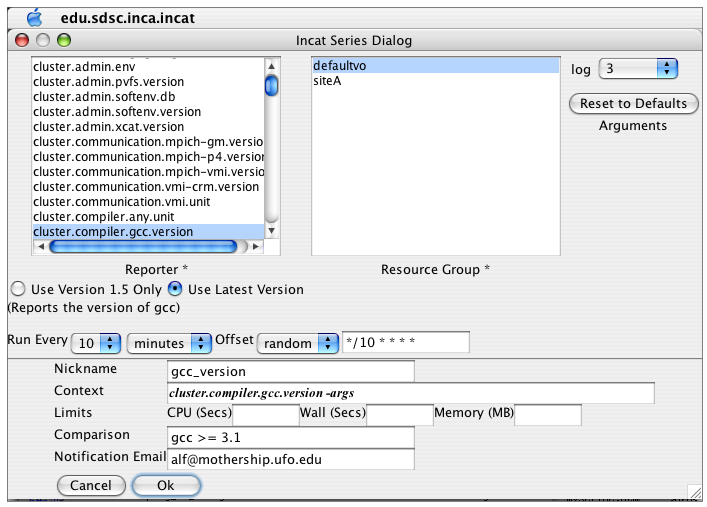 edu.sdsc.inca.incat
Incat Series Dialog
cluster.admin.env
cluster.admin.pvfs.version
cluster.admin.softenv.db
cluster.admin.softenv.version
cluster.admin.xcat.version
cluster.communication.mpich-gm.versio
cluster.communication.mpich-p4.version
cluster.communication.mpich-vmi.versio
cluster.communication.vmi-crm.version
cluster.communication.vmi.unit
cluster.compiler.any.unit
cluster.compiler.gcc.version
Reporter *
defaultvo
siteA
Resource Group *
log 3
Reset to Defaults
Arguments
Use Version 1.5 Only Use Latest Version
(Reports the version of gcc)
Run Every 10 minutes Offset random */10 * * * *
Nickname gcc_version
Context cluster.compiler.gcc.version -args
Limits CPU (Secs) Wall (Secs) Memory (MB)
Comparison gcc >= 3.1
Notification Email alf@mothership.ufo.edu
Cancel Ok